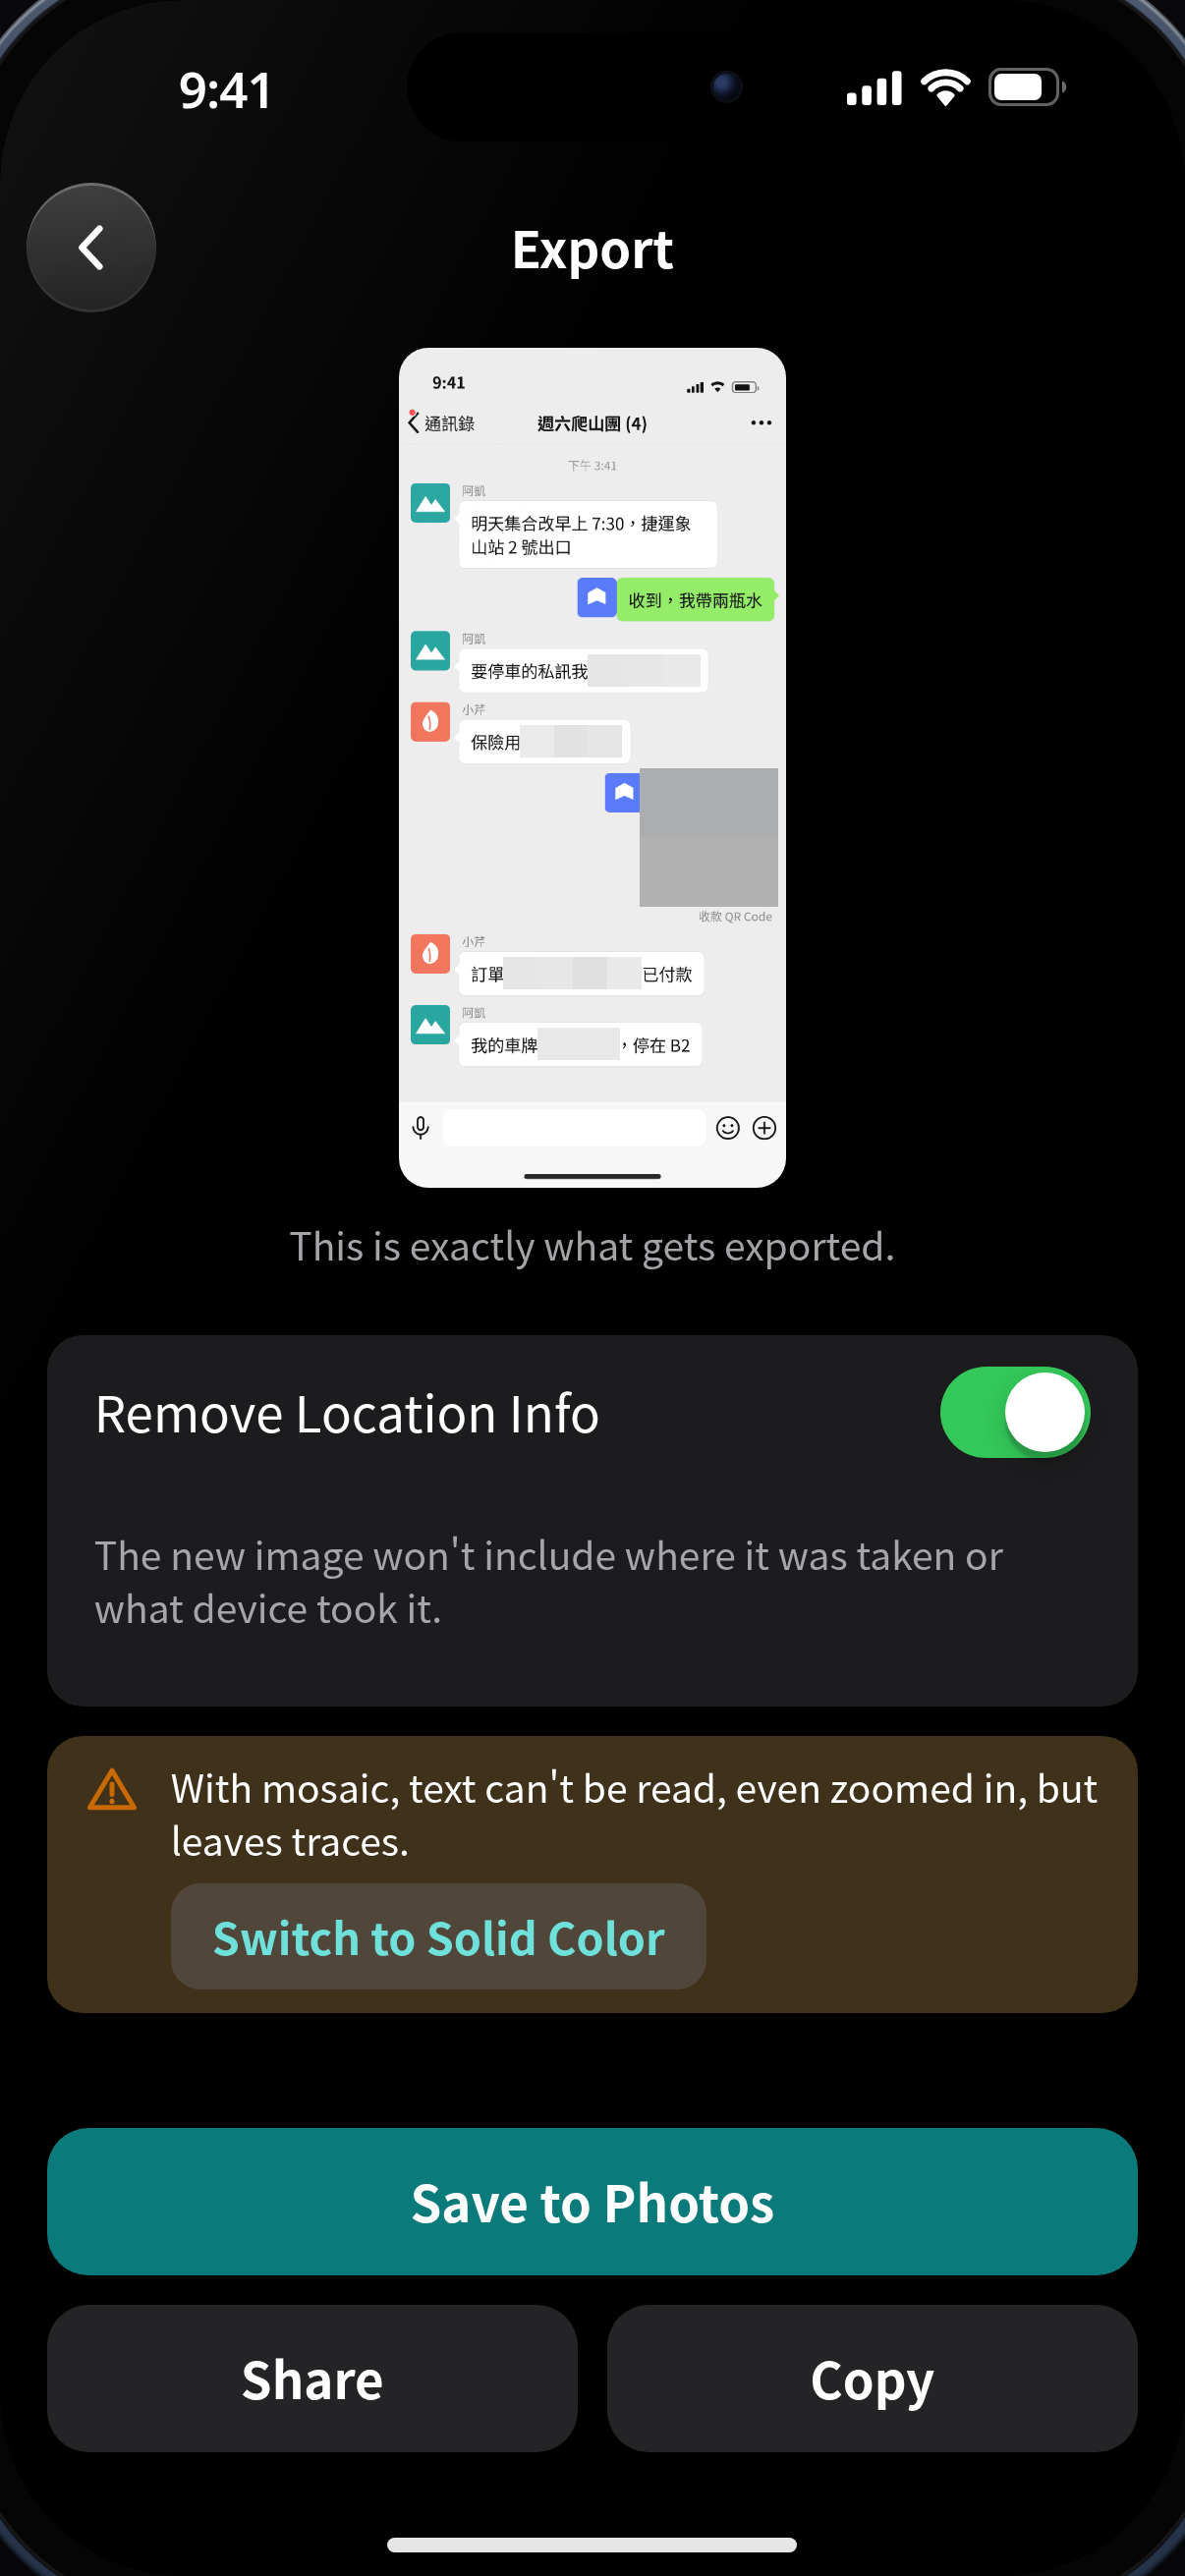 9:41
Export
9:41
通訊錄
週六爬山團 (4)
下午 3:41
阿凱
明天集合改早上 7:30，捷運象
山站 2 號出口
收到，我帶兩瓶水
阿凱
要停車的私訊我
小芹
保險用
收款 QR Code
小芹
訂單 已付款
阿凱
我的車牌 ，停在 B2
This is exactly what gets exported.
Remove Location Info
The new image won't include where it was taken or
what device took it.
With mosaic, text can't be read, even zoomed in, but
leaves traces.
Switch to Solid Color
Save to Photos
Share
Copy